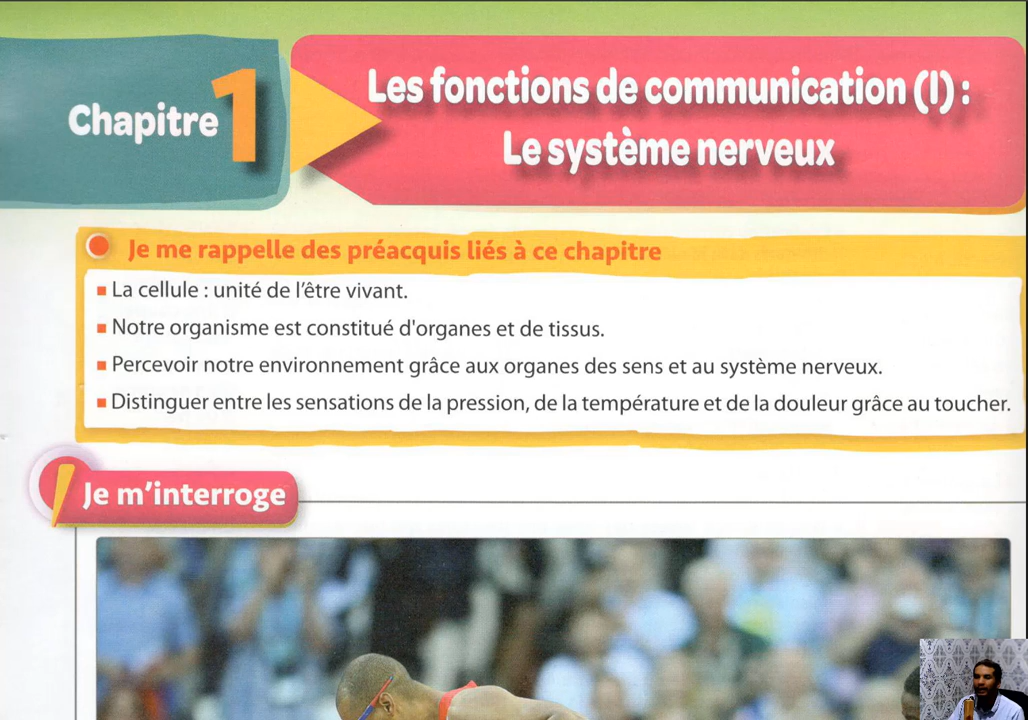 Chapitre 1
Les fonctions de communication (I) :
Le système nerveux
Je me rappelle des préacquis liés à ce chapitre
La cellule : unité de l'être vivant.
Notre organisme est constitué d'organes et de tissus.
Percevoir notre environnement grâce aux organes des sens et au système nerveux.
Distinguer entre les sensations de la pression, de la température et de la douleur grâce au toucher.
Je m'interroge